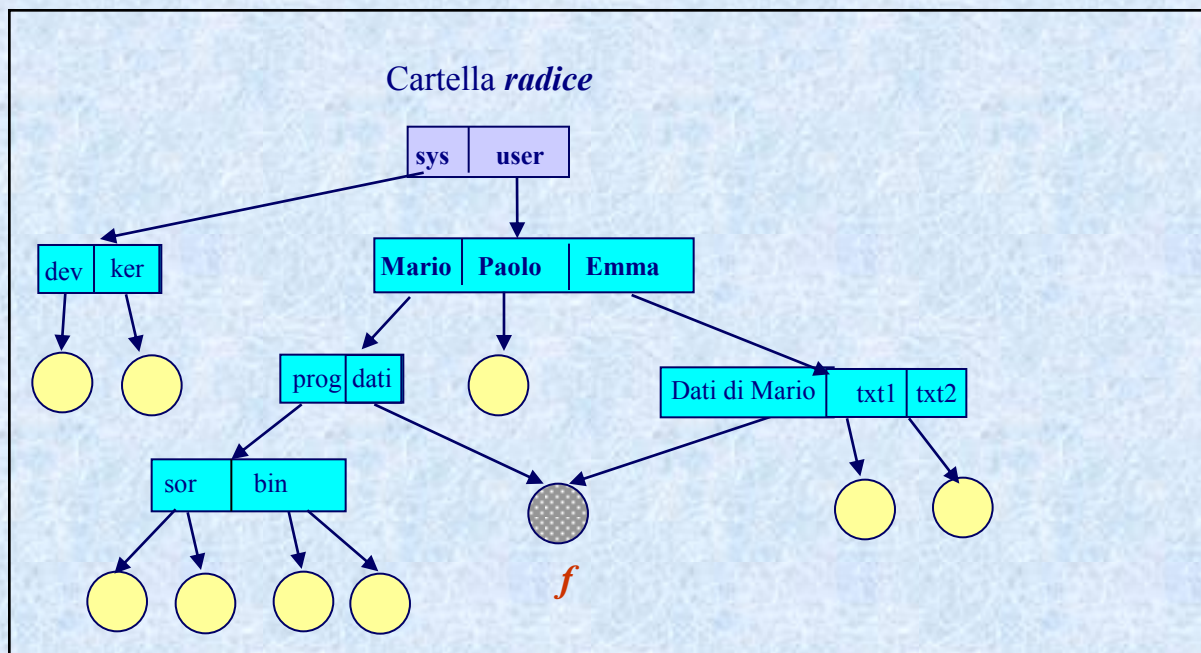 Cartella radice
sys user
dev ker
Mario Paolo Emma
prog dati
Dati di Mario txt1 txt2
sor bin
f